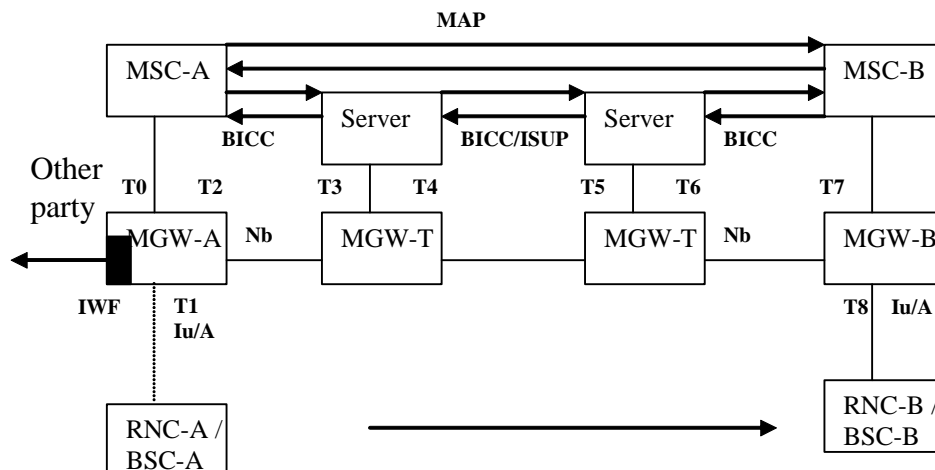 MAP
MSC-A
MSC-B
Server
Server
BICC
BICC/ISUP
BICC
Other
party
T0
T2
T3
T4
T5
T6
T7
MGW-A
Nb
MGW-T
MGW-T
Nb
MGW-B
IWF
T1
Iu/A
T8
Iu/A
RNC-A /
BSC-A
RNC-B /
BSC-B